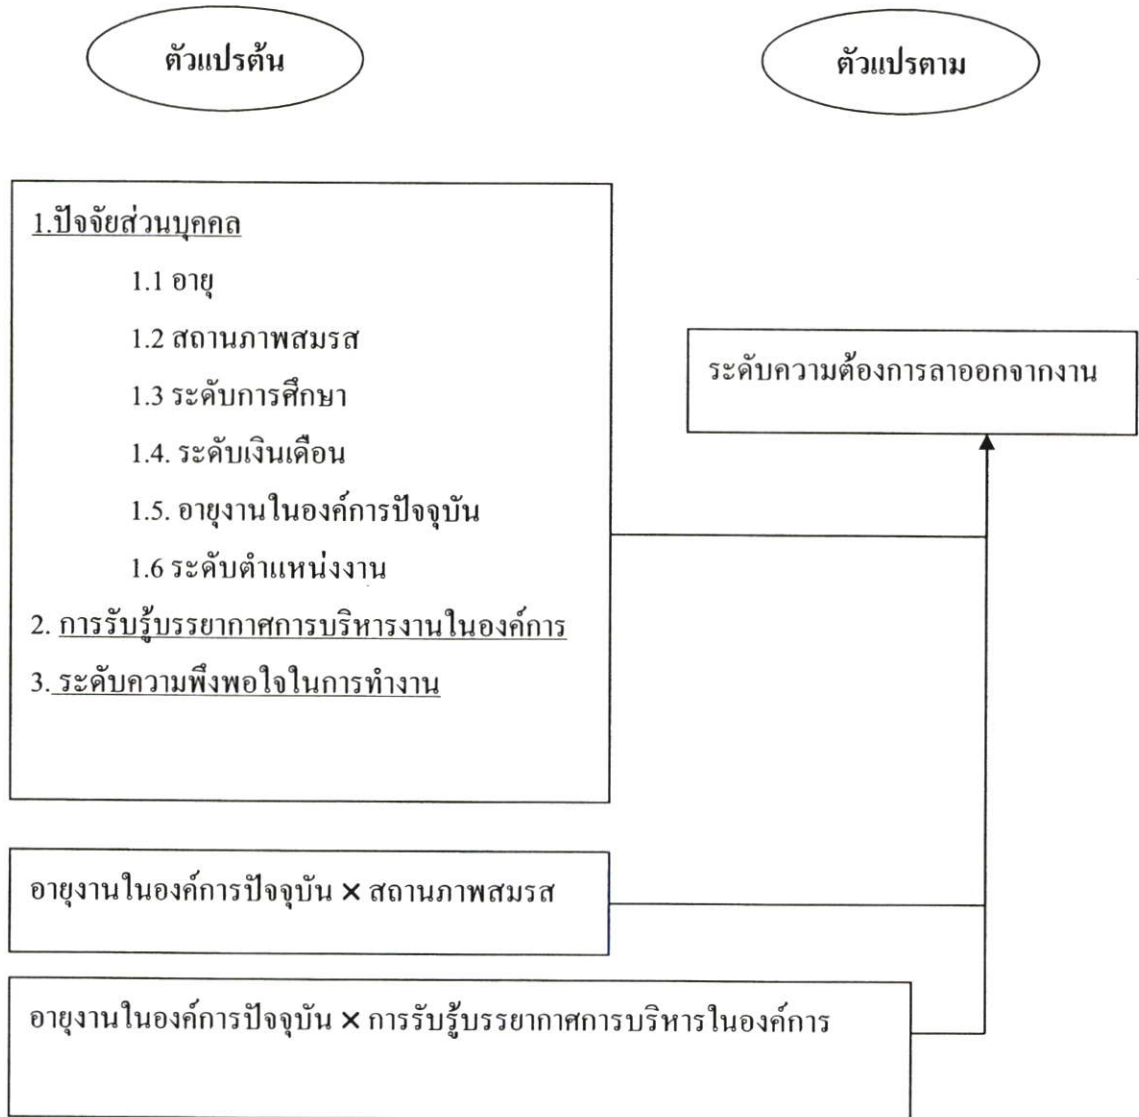 ตัวแปรต้น
ตัวแปรตาม
1.ปัจจัยส่วนบุคคล
1.1 อายุ
1.2 สถานภาพสมรส
1.3 ระดับการศึกษา
1.4. ระดับเงินเดือน
1.5. อายุงานในองค์การปัจจุบัน
1.6 ระดับตำแหน่งงาน
2. การรับรู้บรรยากาศการบริหารงานในองค์การ
3. ระดับความพึงพอใจในการทำงาน
ระดับความต้องการลาออกจากงาน
อายุงานในองค์การปัจจุบัน × สถานภาพสมรส
อายุงานในองค์การปัจจุบัน × การรับรู้บรรยากาศการบริหารในองค์การ